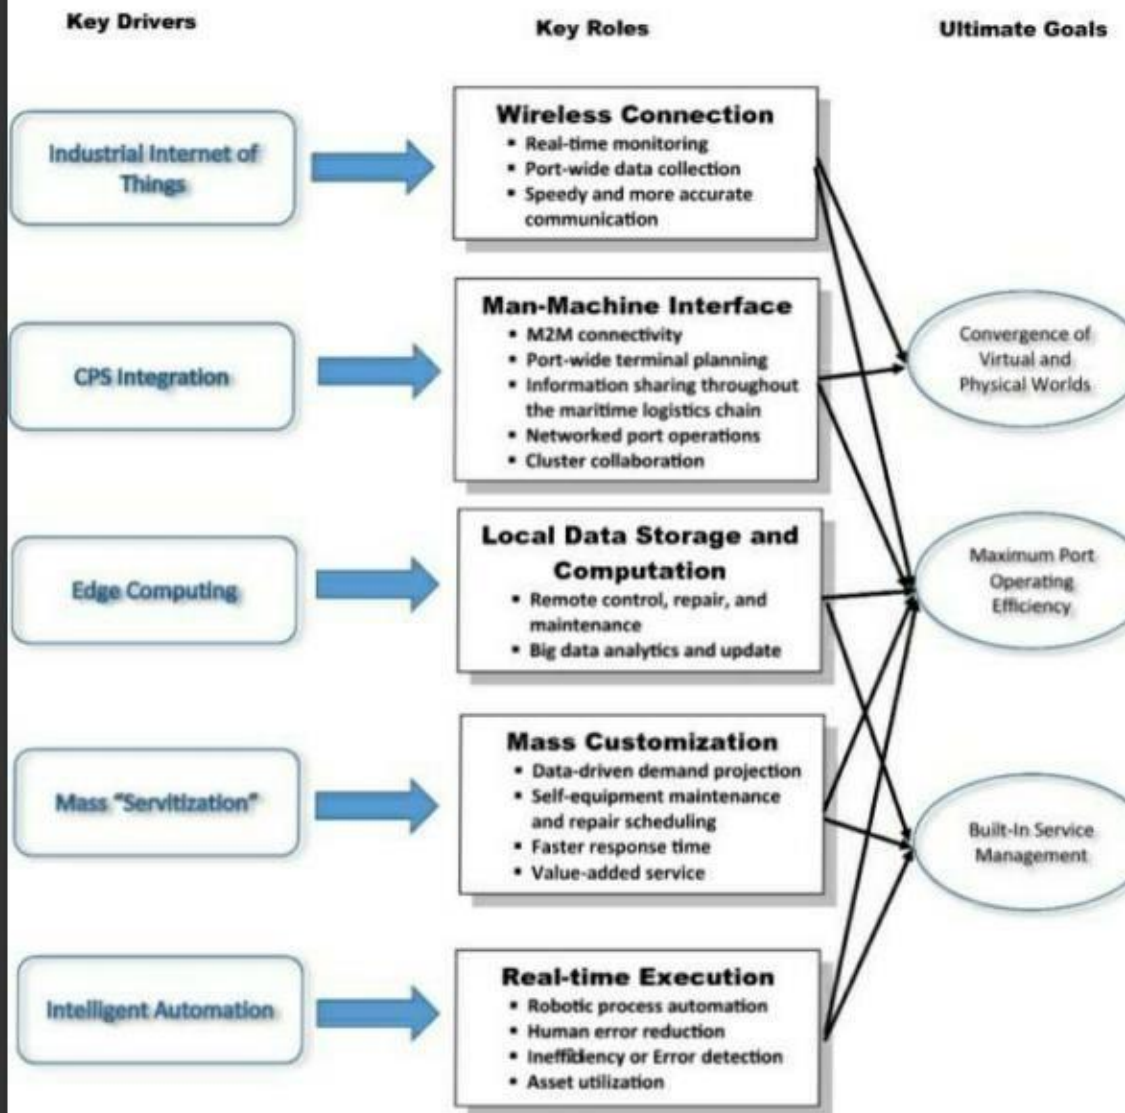 Key Drivers
Key Roles
Ultimate Goals
Industrial Internet of
Things
Wireless Connection
▪ Real-time monitoring
▪ Port-wide data collection
▪ Speedy and more accurate
communication
CPS Integration
Man-Machine Interface
▪ M2M connectivity
▪ Port-wide terminal planning
▪ Information sharing throughout
the maritime logistics chain
▪ Networked port operations
▪ Cluster collaboration
Convergence of
Virtual and
Physical Worlds
Edge Computing
Local Data Storage and
Computation
▪ Remote control, repair, and
maintenance
▪ Big data analytics and update
Maximum Port
Operating
Efficiency
Mass “Servitization”
Mass Customization
▪ Data-driven demand projection
▪ Self-equipment maintenance
and repair scheduling
▪ Faster response time
▪ Value-added service
Built-In Service
Management
Intelligent Automation
Real-time Execution
▪ Robotic process automation
▪ Human error reduction
▪ Inefficiency or Error detection
▪ Asset utilization